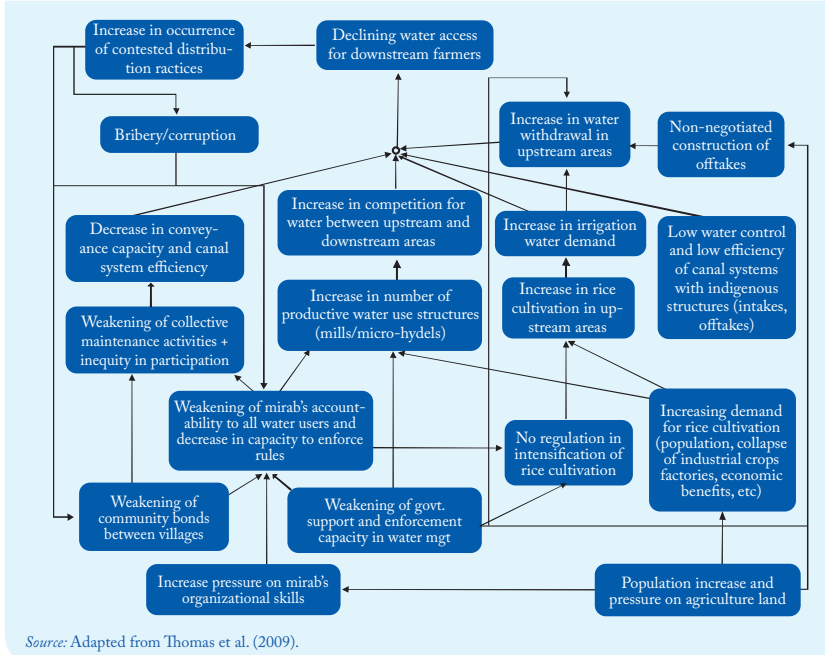 Increase in occurrence
of contested distribu-
tion ractices
Declining water access
for downstream farmers
Bribery/corruption
Increase in water
withdrawal in
upstream areas
Non-negotiated
construction of
offtakes
Decrease in convey-
ance capacity and canal
system efficiency
Increase in competition for
water between upstream and
downstream areas
Increase in irrigation
water demand
Low water control
and low efficiency
of canal systems
with indigenous
structures (intakes,
offtakes)
Weakening of collective
maintenance activities +
inequity in participation
Increase in number of
productive water use structures
(mills/micro-hydels)
Increase in rice
cultivation in up-
stream areas
Weakening of mirab's account-
ability to all water users and
decrease in capacity to enforce
rules
No regulation in
intensification of
rice cultivation
Increasing demand
for rice cultivation
(population, collapse
of industrial crops
factories, economic
benefits, etc)
Weakening of
community bonds
between villages
Weakening of govt.
support and enforcement
capacity in water mgt
Increase pressure on mirab's
organizational skills
Population increase and
pressure on agriculture land
Source: Adapted from Thomas et al. (2009).